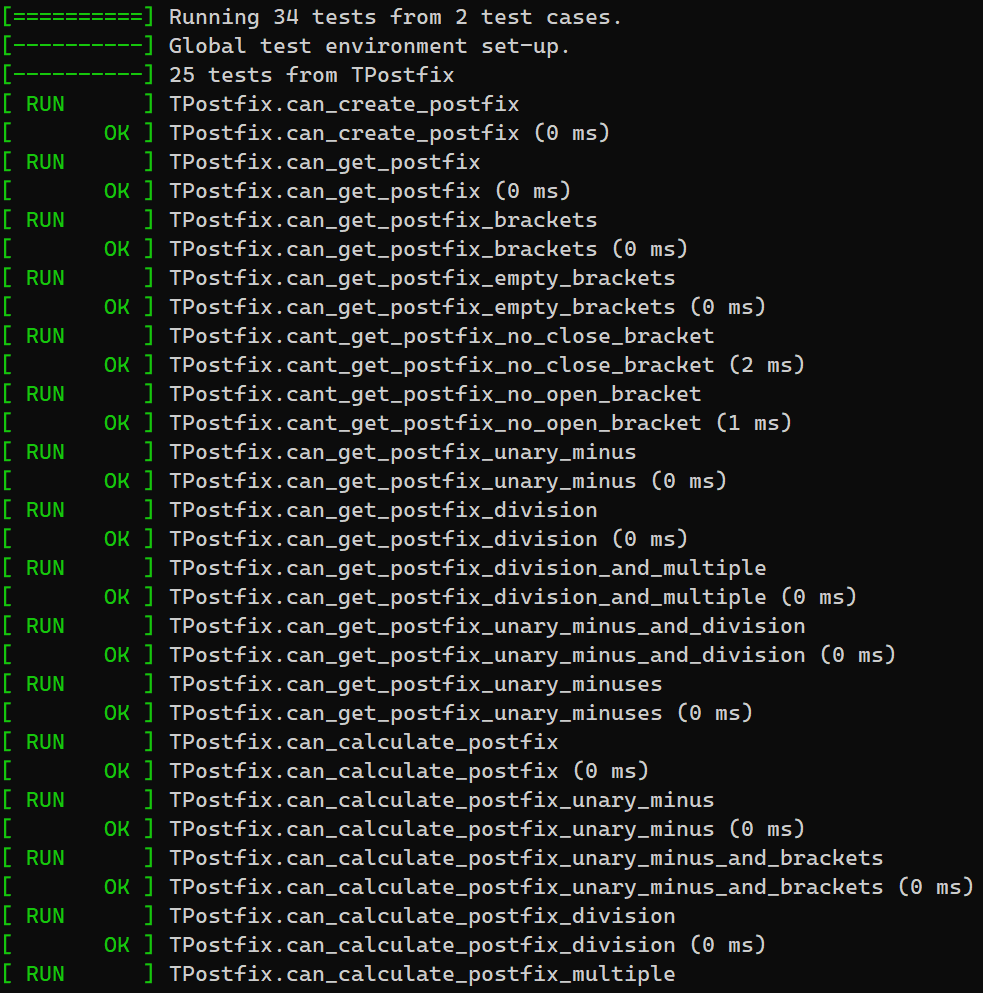 [==========] Running 34 tests from 2 test cases.
[----------] Global test environment set-up.
[----------] 25 tests from TPostfix
[ RUN      ] TPostfix.can_create_postfix
[       OK ] TPostfix.can_create_postfix (0 ms)
[ RUN      ] TPostfix.can_get_postfix
[       OK ] TPostfix.can_get_postfix (0 ms)
[ RUN      ] TPostfix.can_get_postfix_brackets
[       OK ] TPostfix.can_get_postfix_brackets (0 ms)
[ RUN      ] TPostfix.can_get_postfix_empty_brackets
[       OK ] TPostfix.can_get_postfix_empty_brackets (0 ms)
[ RUN      ] TPostfix.cant_get_postfix_no_close_bracket
[       OK ] TPostfix.cant_get_postfix_no_close_bracket (2 ms)
[ RUN      ] TPostfix.cant_get_postfix_no_open_bracket
[       OK ] TPostfix.cant_get_postfix_no_open_bracket (1 ms)
[ RUN      ] TPostfix.can_get_postfix_unary_minus
[       OK ] TPostfix.can_get_postfix_unary_minus (0 ms)
[ RUN      ] TPostfix.can_get_postfix_division
[       OK ] TPostfix.can_get_postfix_division (0 ms)
[ RUN      ] TPostfix.can_get_postfix_division_and_multiple
[       OK ] TPostfix.can_get_postfix_division_and_multiple (0 ms)
[ RUN      ] TPostfix.can_get_postfix_unary_minus_and_division
[       OK ] TPostfix.can_get_postfix_unary_minus_and_division (0 ms)
[ RUN      ] TPostfix.can_get_postfix_unary_minuses
[       OK ] TPostfix.can_get_postfix_unary_minuses (0 ms)
[ RUN      ] TPostfix.can_calculate_postfix
[       OK ] TPostfix.can_calculate_postfix (0 ms)
[ RUN      ] TPostfix.can_calculate_postfix_unary_minus
[       OK ] TPostfix.can_calculate_postfix_unary_minus (0 ms)
[ RUN      ] TPostfix.can_calculate_postfix_unary_minus_and_brackets
[       OK ] TPostfix.can_calculate_postfix_unary_minus_and_brackets (0 ms)
[ RUN      ] TPostfix.can_calculate_postfix_division
[       OK ] TPostfix.can_calculate_postfix_division (0 ms)
[ RUN      ] TPostfix.can_calculate_postfix_multiple